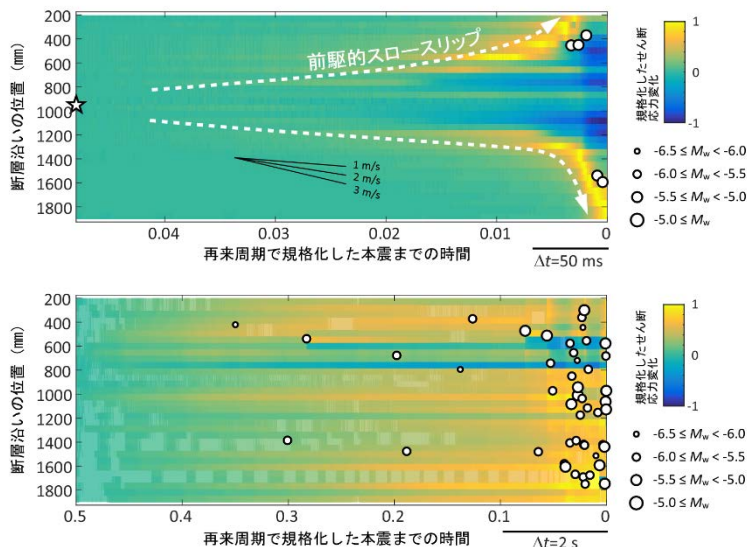 200
400
600
800
1000
1200
1400
1600
1800
断層沿いの位置（mm）
前駆的スロースリップ
1 m/s
2 m/s
3 m/s
0.04
0.03
0.02
0.01
0
再来周期で規格化した本震までの時間
Δt=50 ms
1
0
-1
規格化したせん断
応力変化
-6.5 ≤ Mw < -6.0
-6.0 ≤ Mw < -5.5
-5.5 ≤ Mw < -5.0
-5.0 ≤ Mw
200
400
600
800
1000
1200
1400
1600
1800
断層沿いの位置（mm）
0.5
0.4
0.3
0.2
0.1
0
再来周期で規格化した本震までの時間
Δt=2 s
1
0
-1
規格化したせん断
応力変化
-6.5 ≤ Mw < -6.0
-6.0 ≤ Mw < -5.5
-5.5 ≤ Mw < -5.0
-5.0 ≤ Mw